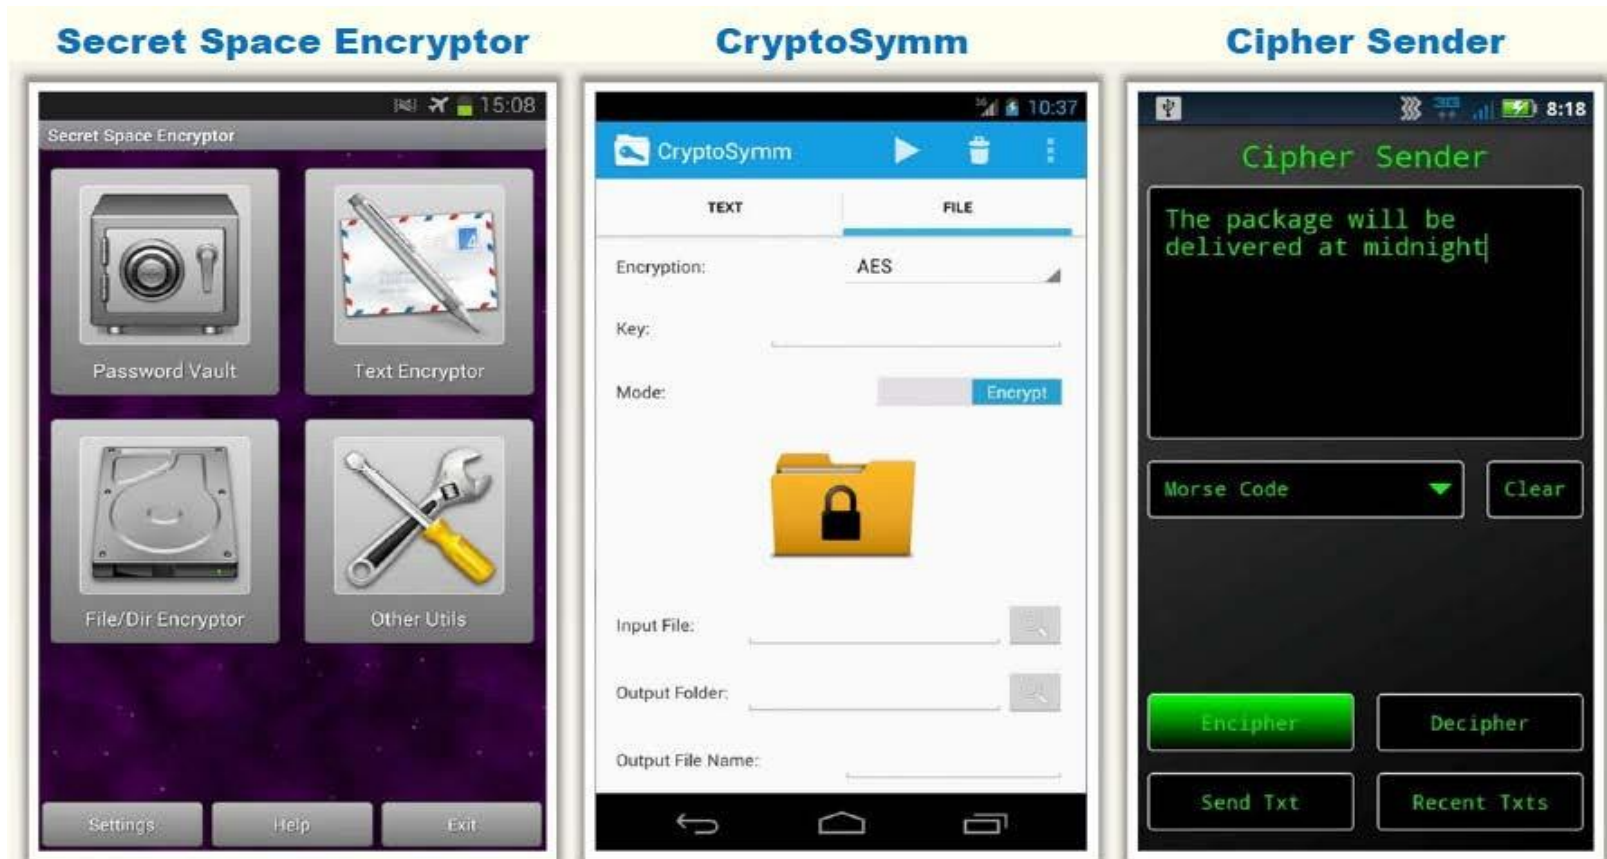 Secret Space Encryptor
15:08
Secret Space Encryptor
Password Vault
Text Encryptor
File/Dir Encryptor
Other Utils
Settings
Help
Exit
CryptoSymm
3G
10:37
CryptoSymm
TEXT
FILE
Encryption:
AES
Key:
Mode:
Encrypt
Input File:
Output Folder:
Output File Name:
Cipher Sender
3G
8:18
Cipher Sender
The package will be
delivered at midnight
Morse Code
Clear
Encipher
Decipher
Send Txt
Recent Txts